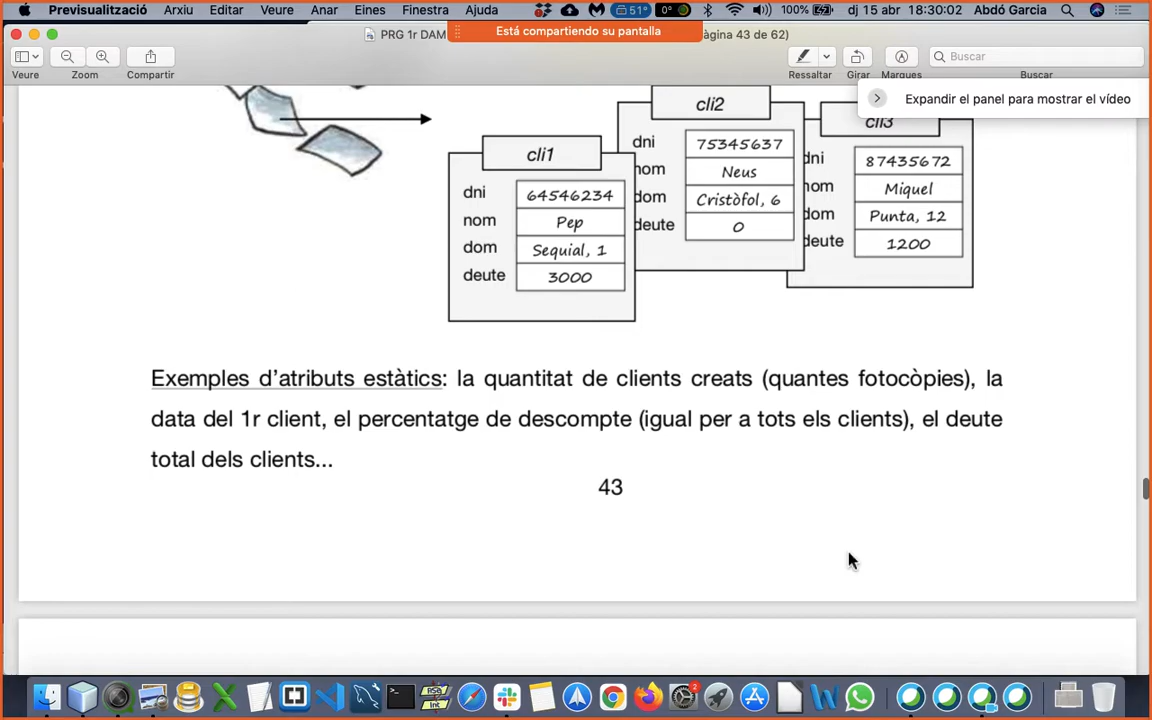 Previsualització Arxiu Editar Veure Anar Eines Finestra Ajuda 51° 0° 100% dj 15 abr 18:30:02 Abdó Garcia
PRG 1r DAM
Está compartiendo su pantalla
àgina 43 de 62)
Buscar
Veure Zoom Compartir Ressaltar Girar Marques Buscar
Expandir el panel para mostrar el vídeo
cli1
dni 64546234
nom Pep
dom Sequial, 1
deute 3000
cli2
dni 75345637
nom Neus
dom Cristòfol, 6
deute 0
cli3
dni 87435672
nom Miquel
dom Punta, 12
deute 1200
Exemples d'atributs estàtics: la quantitat de clients creats (quantes fotocòpies), la
data del 1r client, el percentatge de descompte (igual per a tots els clients), el deute
total dels clients...
43
2